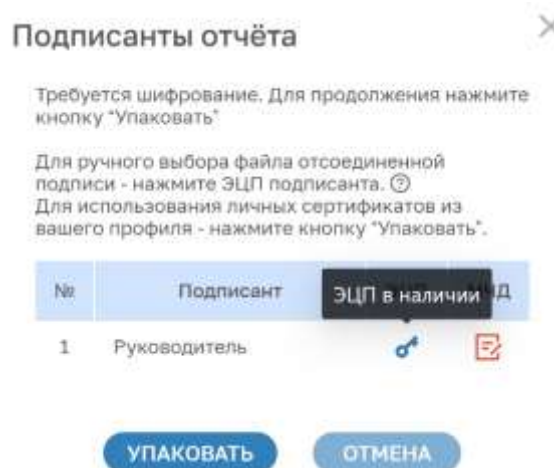 Подписанты отчёта
Требуется шифрование. Для продолжения нажмите
кнопку "Упаковать"
Для ручного выбора файла отсоединенной
подписи - нажмите ЭЦП подписанта. ?
Для использования личных сертификатов из
вашего профиля - нажмите кнопку "Упаковать".
№ Подписант ЭЦП в наличии
1 Руководитель
УПАКОВАТЬ ОТМЕНА